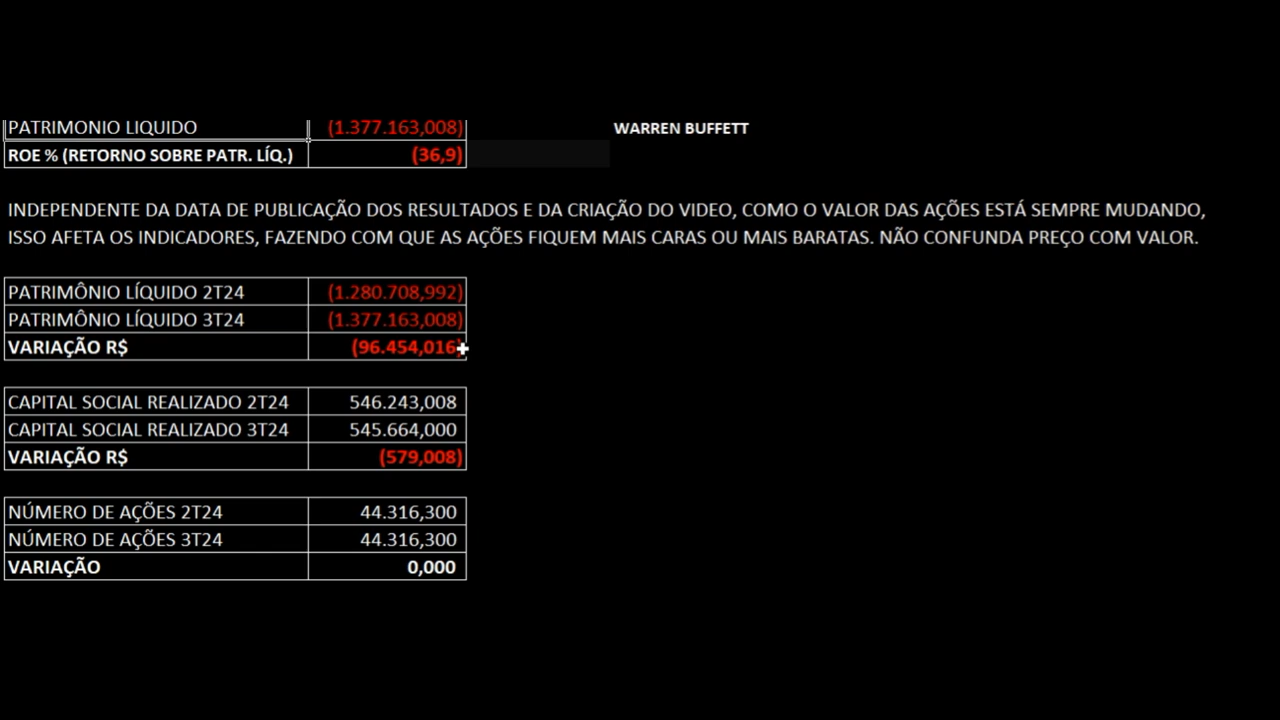 PATRIMONIO LIQUIDO (1.377.163,008) WARREN BUFFETT
ROE % (RETORNO SOBRE PATR. LÍQ.) (36,9)
INDEPENDENTE DA DATA DE PUBLICAÇÃO DOS RESULTADOS E DA CRIAÇÃO DO VIDEO, COMO O VALOR DAS AÇÕES ESTÁ SEMPRE MUDANDO,
ISSO AFETA OS INDICADORES, FAZENDO COM QUE AS AÇÕES FIQUEM MAIS CARAS OU MAIS BARATAS. NÃO CONFUNDA PREÇO COM VALOR.
PATRIMÔNIO LÍQUIDO 2T24 (1.280.708,992)
PATRIMÔNIO LÍQUIDO 3T24 (1.377.163,008)
VARIAÇÃO R$ (96.454,016)
CAPITAL SOCIAL REALIZADO 2T24 546.243,008
CAPITAL SOCIAL REALIZADO 3T24 545.664,000
VARIAÇÃO R$ (579,008)
NÚMERO DE AÇÕES 2T24 44.316,300
NÚMERO DE AÇÕES 3T24 44.316,300
VARIAÇÃO 0,000